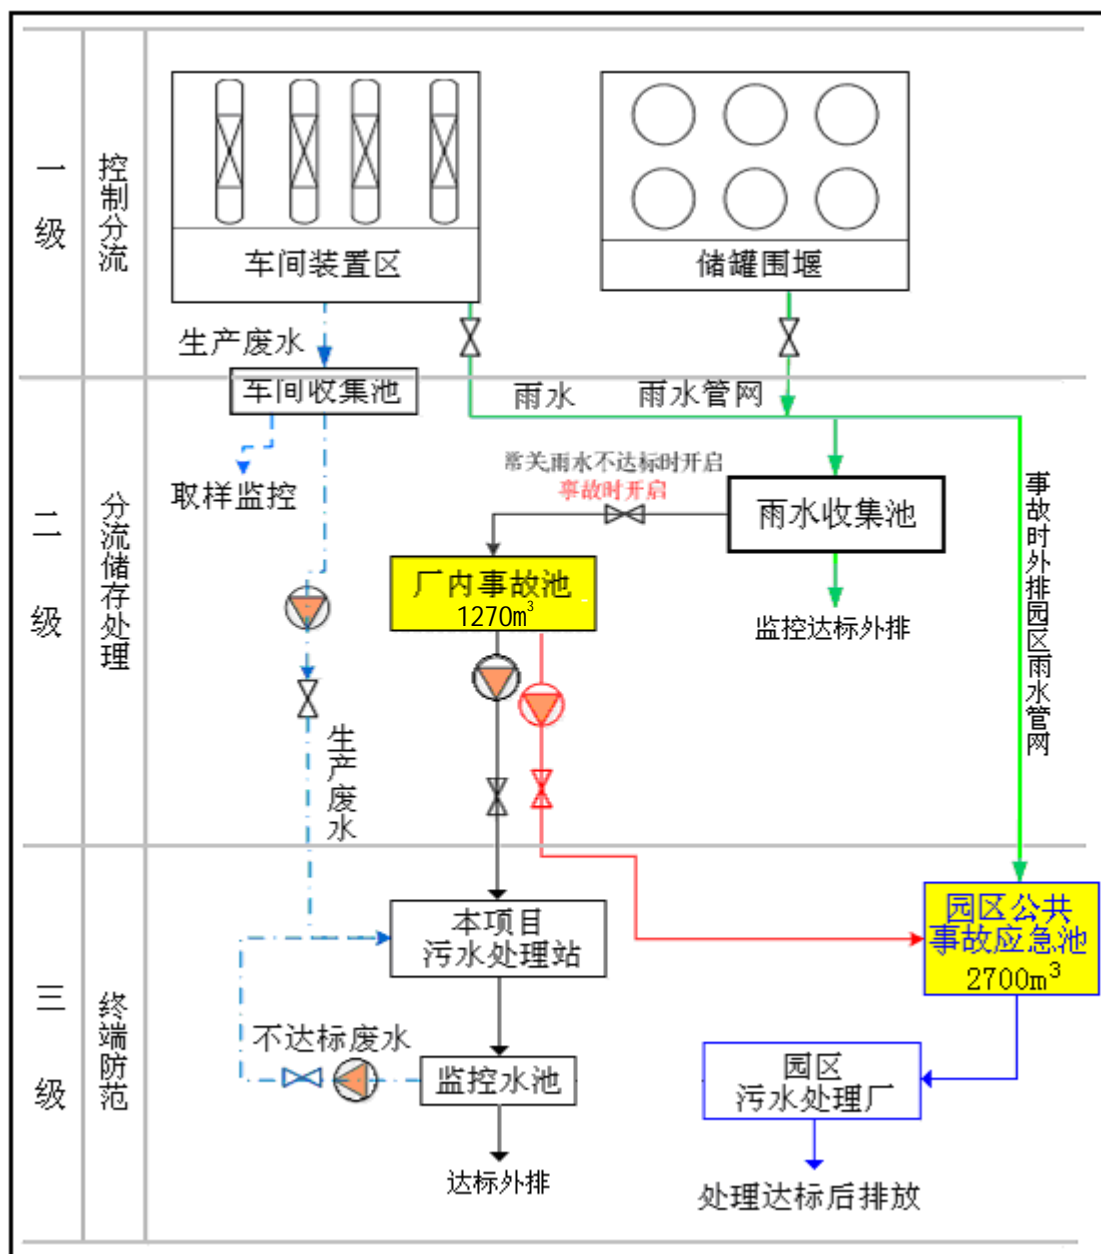 一级
控制分流
车间装置区
储罐围堰
生产废水
车间收集池
雨水
雨水管网
二级
分流储存处理
取样监控
常关,雨水不达标时开启
事故时开启
雨水收集池
事故时外排园区雨水管网
厂内事故池
1270m³
监控达标外排
生产废水
三级
终端防范
本项目
污水处理站
园区公共
事故应急池
2700m³
不达标废水
监控水池
园区
污水处理厂
达标外排
处理达标后排放